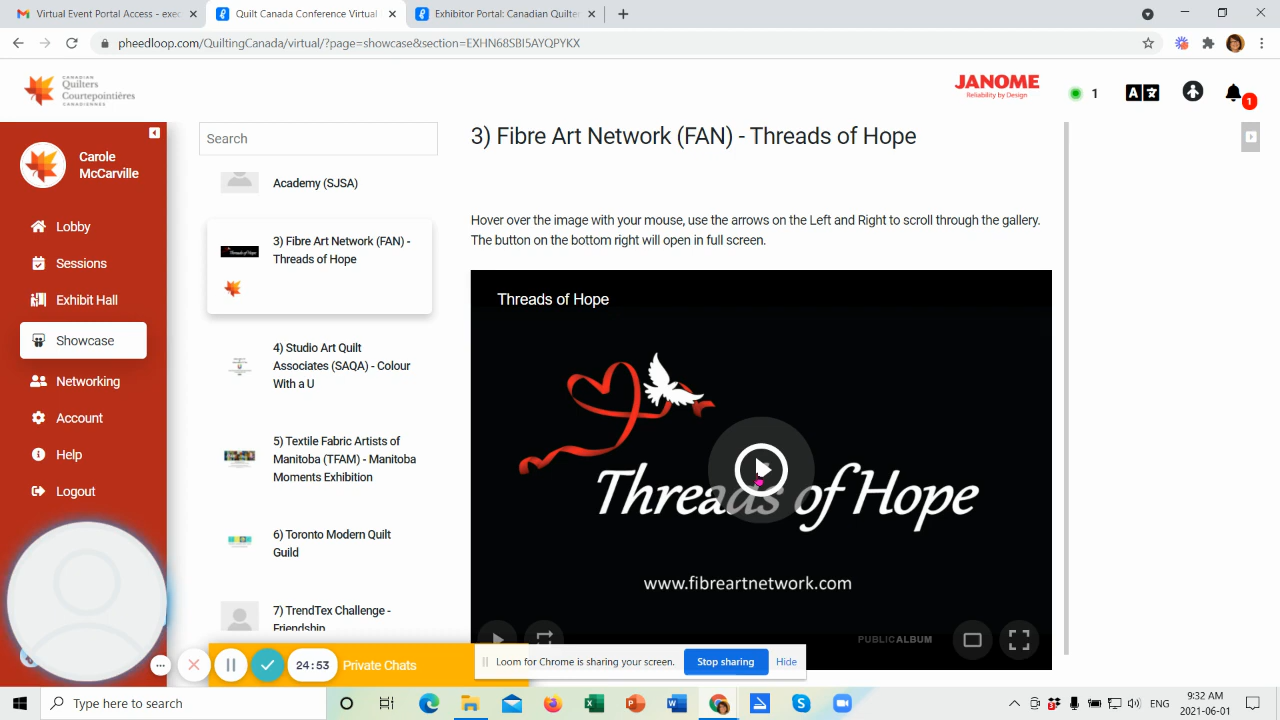 Vimeo Analytics Team - exec
Quilt Canada Conference Virtual
Exhibitor Portal Canadian Quilte
pheedloop.com/QuiltingCanada/virtual/?page=showcase&section=EXHN68SBI5AYQPYKX
CANADIAN
Quilters
Courtepointières
CANADIENNES
JANOME
Reliability by Design
1
A
1
Carole
McCarville
Lobby
Sessions
Exhibit Hall
Showcase
Networking
Account
Help
Logout
Search
Academy (SJSA)
3) Fibre Art Network (FAN) -
Threads of Hope
4) Studio Art Quilt
Associates (SAQA) - Colour
With a U
5) Textile Fabric Artists of
Manitoba (TFAM) - Manitoba
Moments Exhibition
6) Toronto Modern Quilt
Guild
7) TrendTex Challenge -
Friendship
3) Fibre Art Network (FAN) - Threads of Hope
Hover over the image with your mouse, use the arrows on the Left and Right to scroll through the gallery.
The button on the bottom right will open in full screen.
Threads of Hope
Threads of Hope
www.fibreartnetwork.com
PUBLICALBUM
24:53
Private Chats
Loom for Chrome is sharing your screen.
Stop sharing
Hide
Type here to search
ENG
9:32 AM
2021-06-01